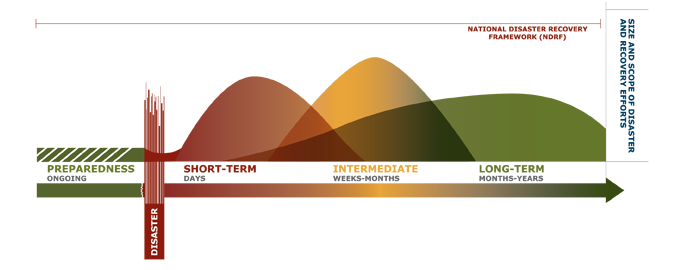 NATIONAL DISASTER RECOVERY
FRAMEWORK (NDRF)
SIZE AND SCOPE OF DISASTER
AND RECOVERY EFFORTS
PREPAREDNESS
ONGOING
DISASTER
SHORT-TERM
DAYS
INTERMEDIATE
WEEKS-MONTHS
LONG-TERM
MONTHS-YEARS